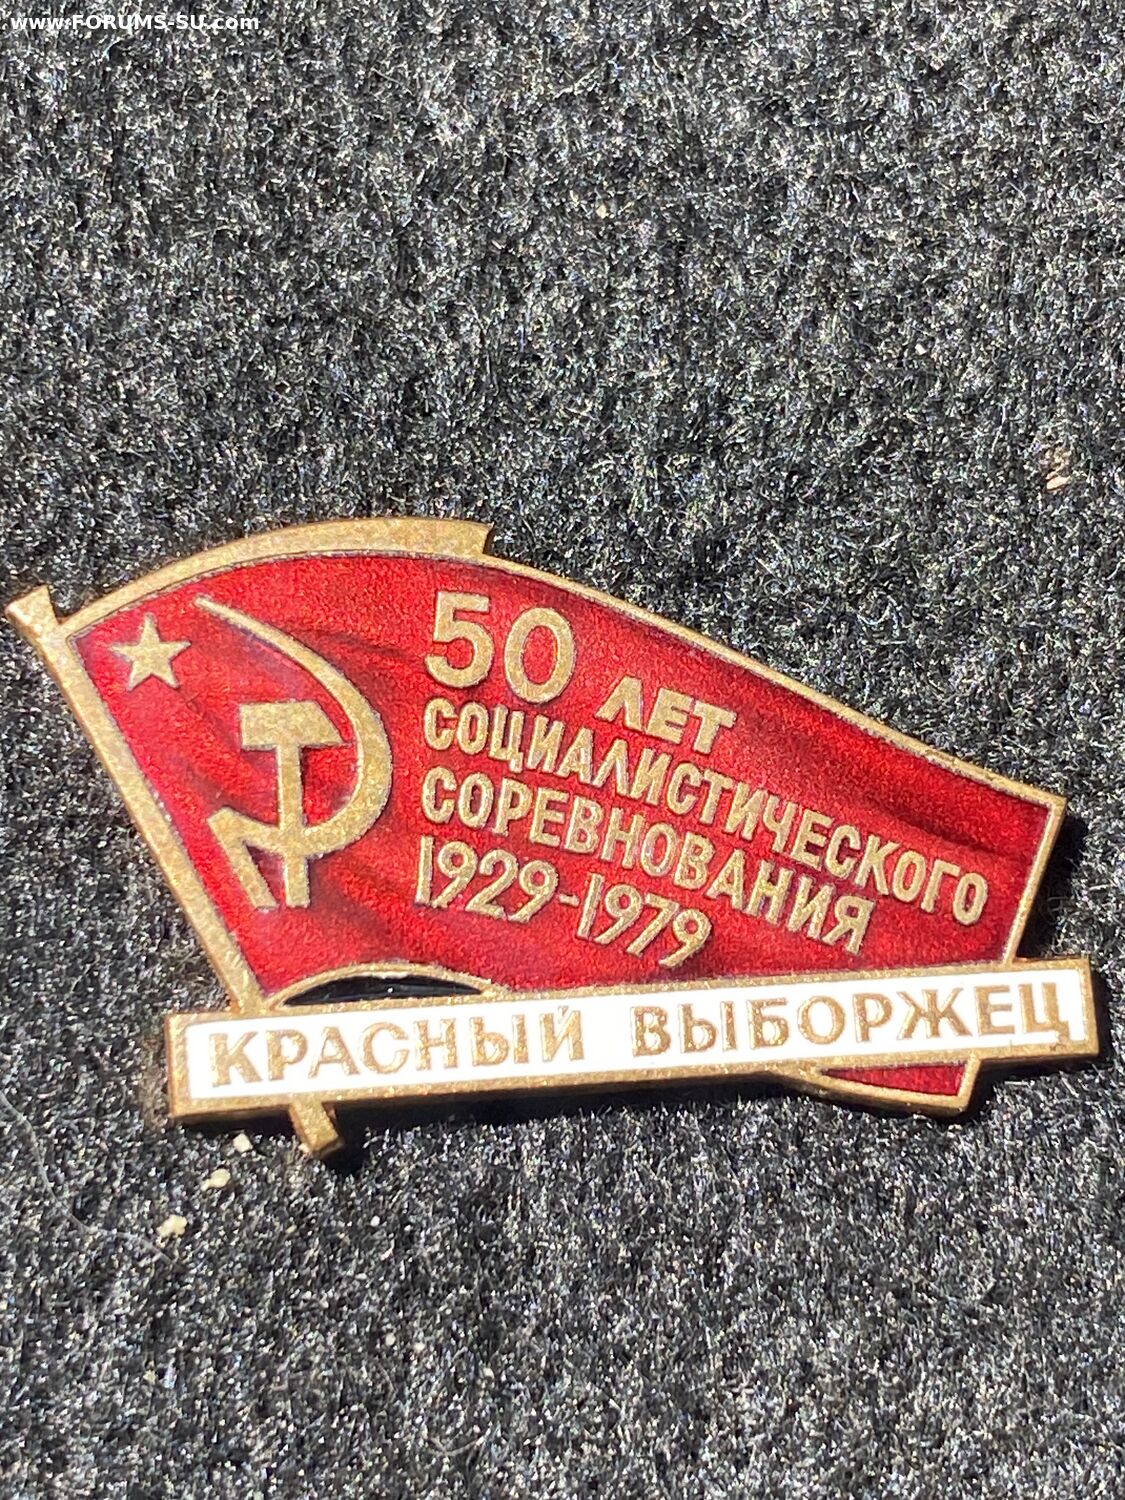 www.FORUMS-SU.com
50 ЛЕТ
СОЦИАЛИСТИЧЕСКОГО
СОРЕВНОВАНИЯ
1929-1979
КРАСНЫЙ ВЫБОРЖЕЦ